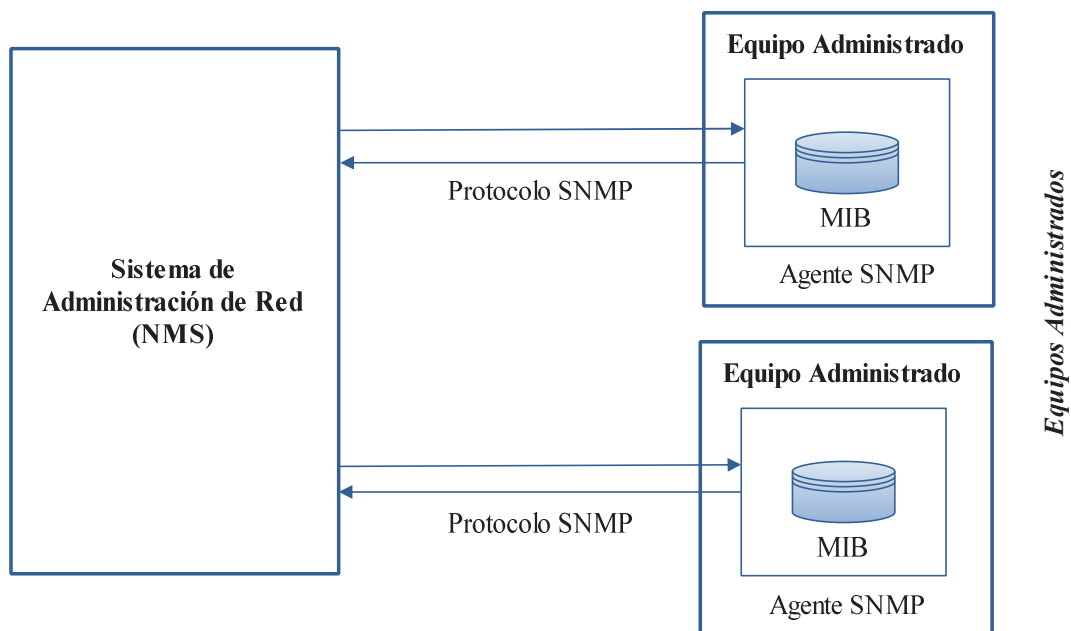 Sistema de
Administración de Red
(NMS)
Protocolo SNMP
Equipo Administrado
MIB
Agente SNMP
Protocolo SNMP
Equipo Administrado
MIB
Agente SNMP
Equipos Administrados